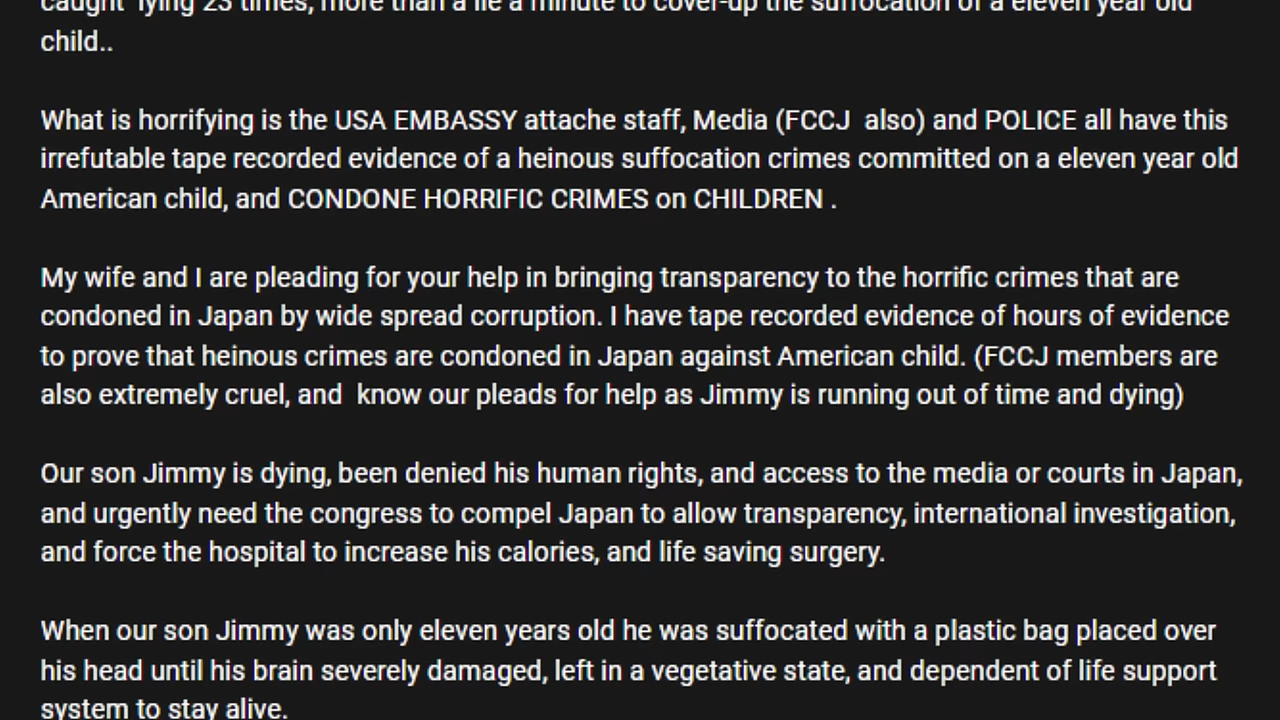 caught lying 23 times, more than a lie a minute to cover-up the suffocation of a eleven year old
child..
What is horrifying is the USA EMBASSY attache staff, Media (FCCJ  also) and POLICE all have this
irrefutable tape recorded evidence of a heinous suffocation crimes committed on a eleven year old
American child, and CONDONE HORRIFIC CRIMES on CHILDREN .
My wife and I are pleading for your help in bringing transparency to the horrific crimes that are
condoned in Japan by wide spread corruption. I have tape recorded evidence of hours of evidence
to prove that heinous crimes are condoned in Japan against American child. (FCCJ members are
also extremely cruel, and  know our pleads for help as Jimmy is running out of time and dying)
Our son Jimmy is dying, been denied his human rights, and access to the media or courts in Japan,
and urgently need the congress to compel Japan to allow transparency, international investigation,
and force the hospital to increase his calories, and life saving surgery.
When our son Jimmy was only eleven years old he was suffocated with a plastic bag placed over
his head until his brain severely damaged, left in a vegetative state, and dependent of life support
system to stay alive.